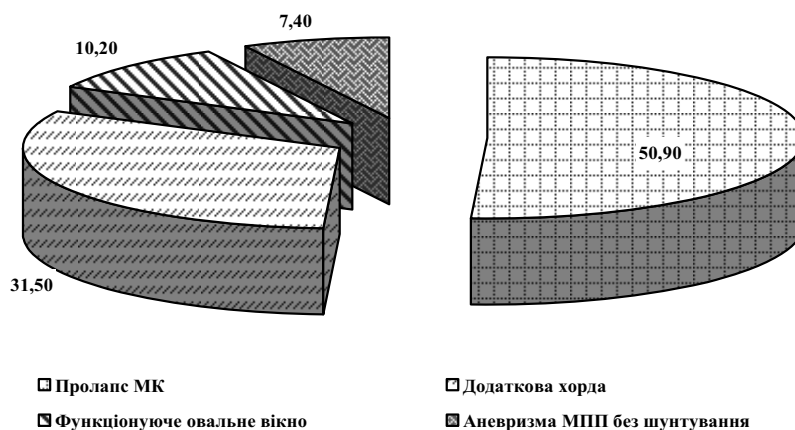 7,40
10,20
50,90
31,50
Пролапс МК
Додаткова хорда
Функціонуюче овальне вікно
Аневризма МПП без шунтування